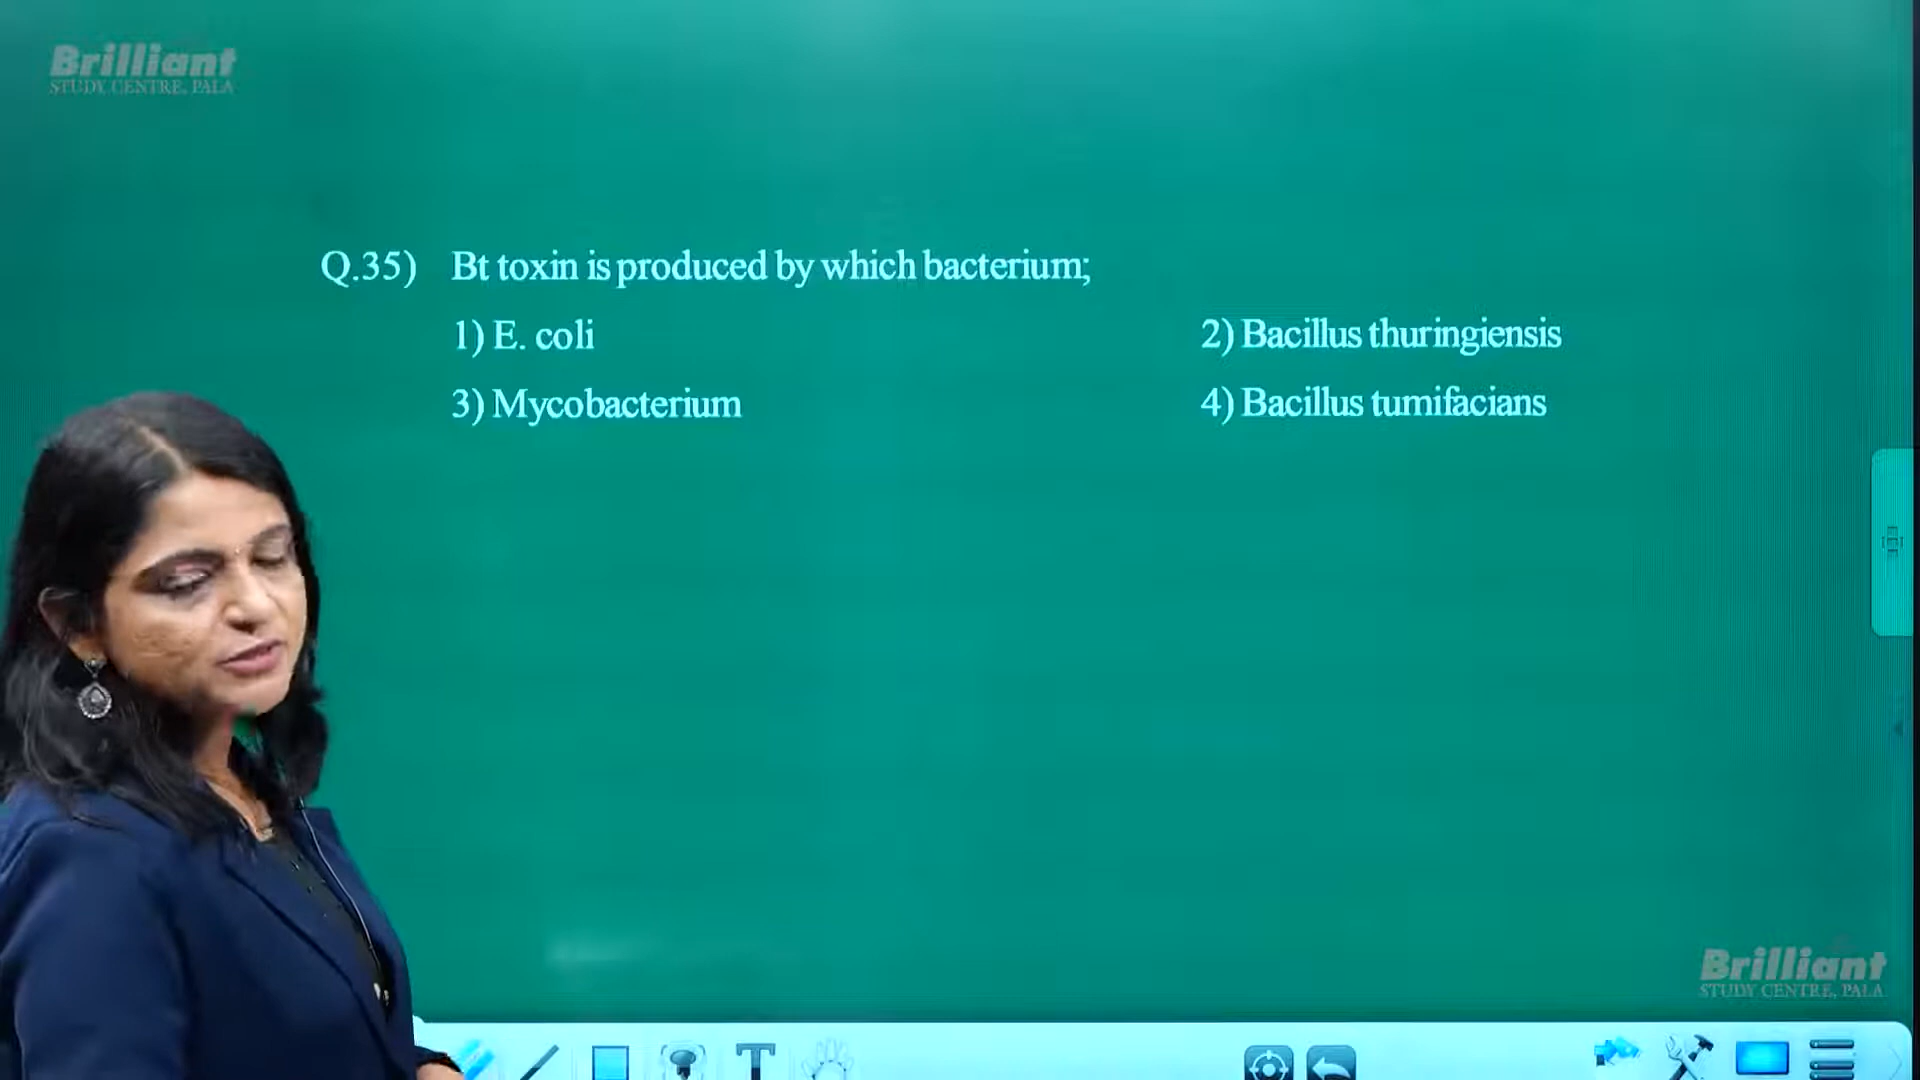 Brilliant
STUDY CENTRE, PALA
Q.35) Bt toxin is produced by which bacterium;
1) E. coli
2) Bacillus thuringiensis
3) Mycobacterium
4) Bacillus tumifacians
Brilliant
STUDY CENTRE, PALA
T